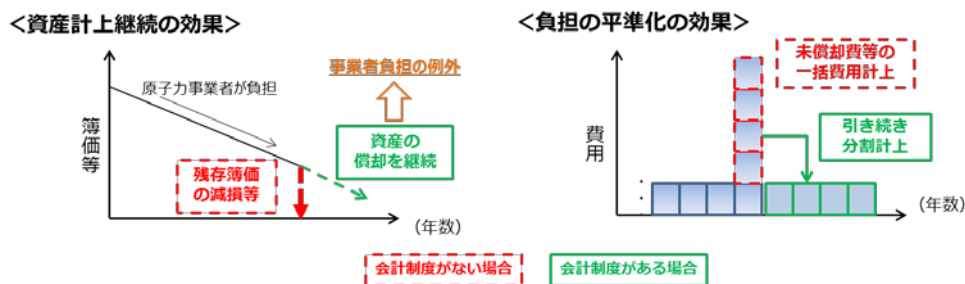 ＜資産計上継続の効果＞
事業者負担の例外
原子力事業者が負担
簿価等
資産の
償却を継続
残存簿価
の減損等
（年数）
＜負担の平準化の効果＞
未償却費等の
一括費用計上
費用
引き続き
分割計上
（年数）
会計制度がない場合
会計制度がある場合